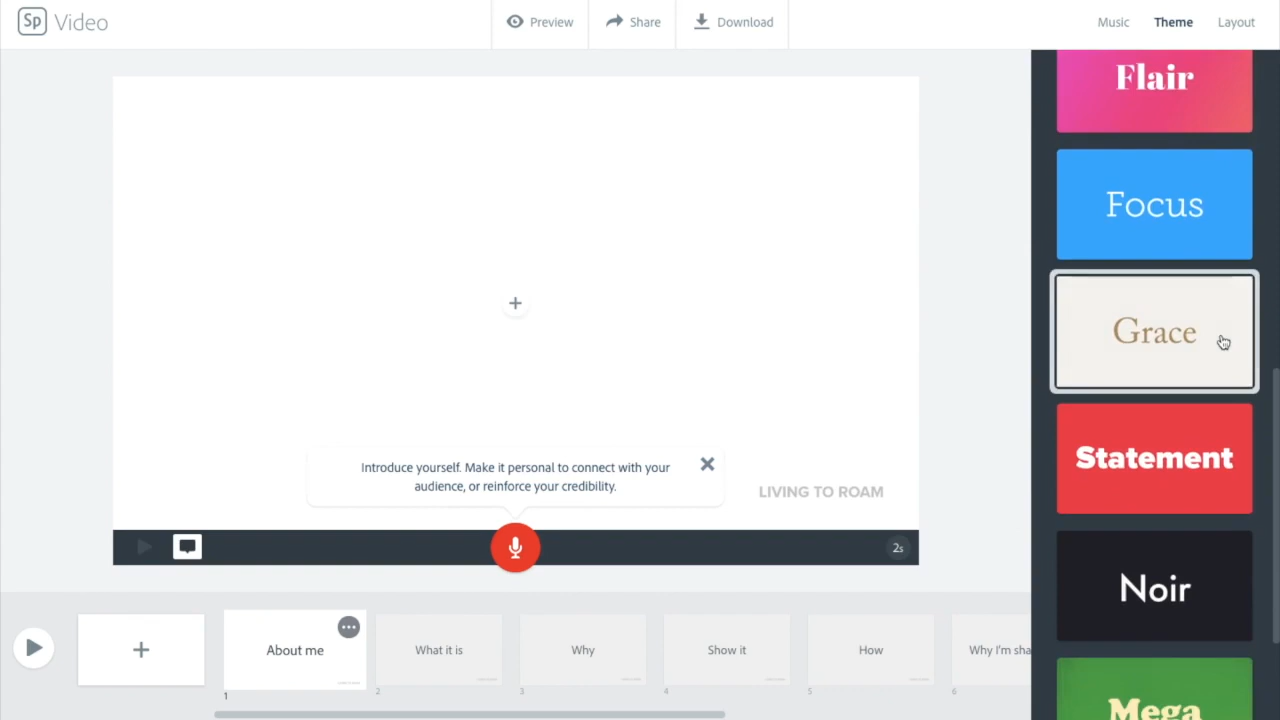 Sp Video
Preview
Share
Download
Music
Theme
Layout
Flair
Focus
Grace
Statement
Noir
Mega
Introduce yourself. Make it personal to connect with your
audience, or reinforce your credibility.
LIVING TO ROAM
2s
About me
What it is
Why
Show it
How
Why I'm sha
1
2
3
4
5
6